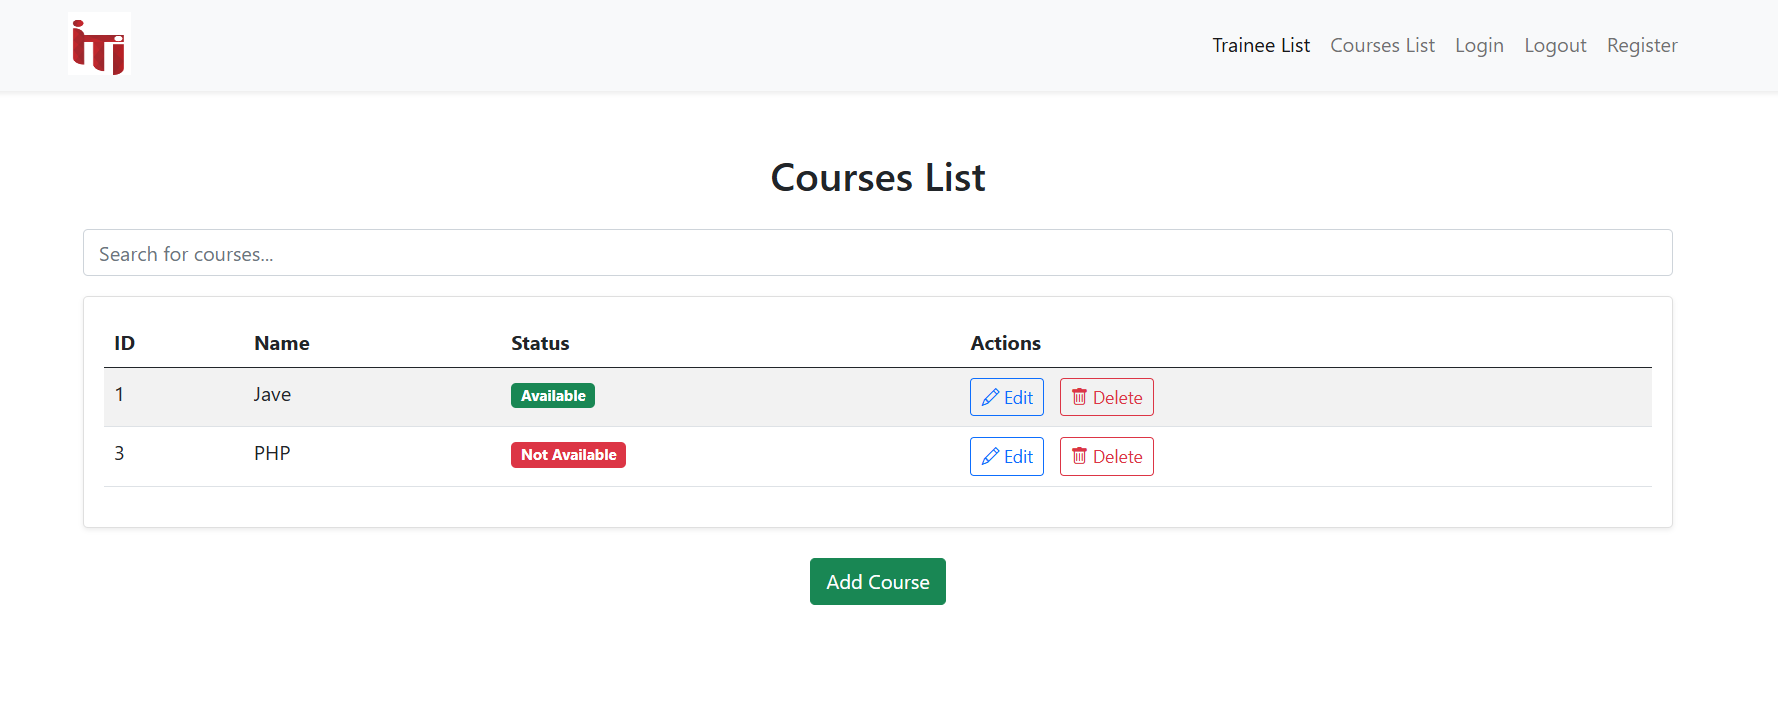 iTi
Trainee List Courses List Login Logout Register
Courses List
Search for courses...
ID Name Status Actions
1 Jave Available Edit Delete
3 PHP Not Available Edit Delete
Add Course